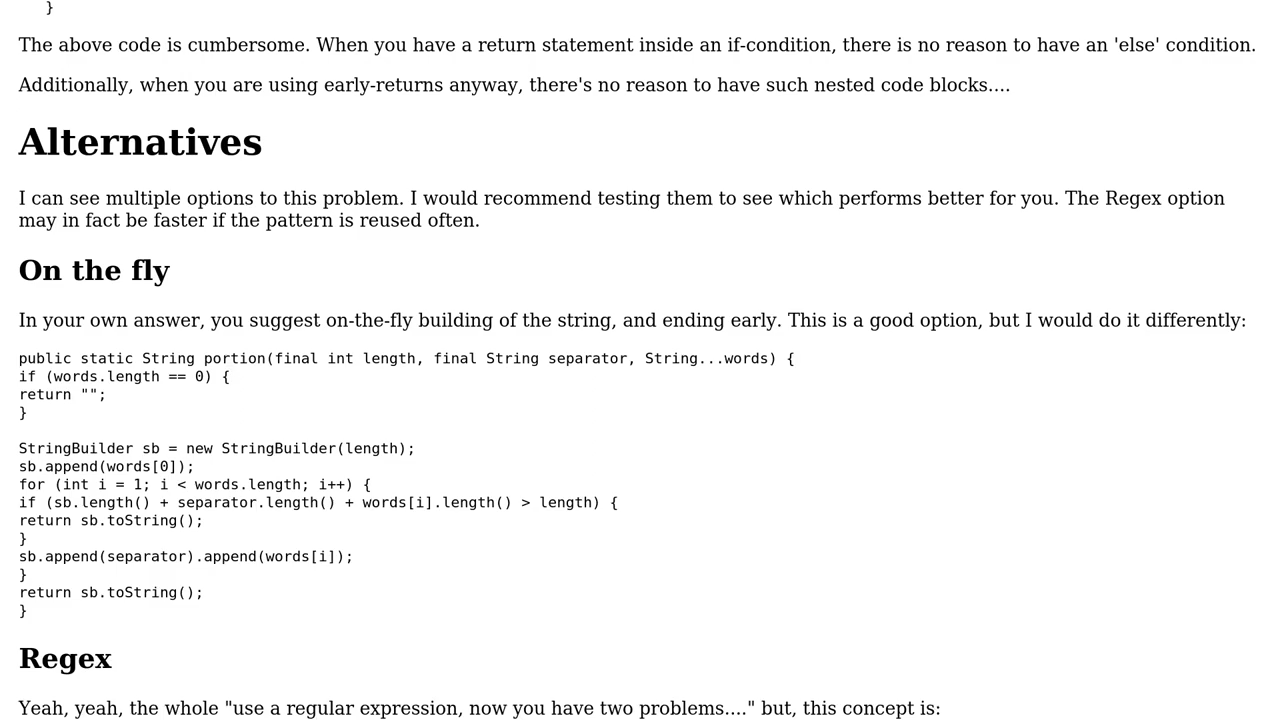 }
The above code is cumbersome. When you have a return statement inside an if-condition, there is no reason to have an 'else' condition.
Additionally, when you are using early-returns anyway, there's no reason to have such nested code blocks....
Alternatives
I can see multiple options to this problem. I would recommend testing them to see which performs better for you. The Regex option
may in fact be faster if the pattern is reused often.
On the fly
In your own answer, you suggest on-the-fly building of the string, and ending early. This is a good option, but I would do it differently:
public static String portion(final int length, final String separator, String...words) {
if (words.length == 0) {
return "";
}
StringBuilder sb = new StringBuilder(length);
sb.append(words[0]);
for (int i = 1; i < words.length; i++) {
if (sb.length() + separator.length() + words[i].length() > length) {
return sb.toString();
}
sb.append(separator).append(words[i]);
}
return sb.toString();
}
Regex
Yeah, yeah, the whole "use a regular expression, now you have two problems...." but, this concept is: